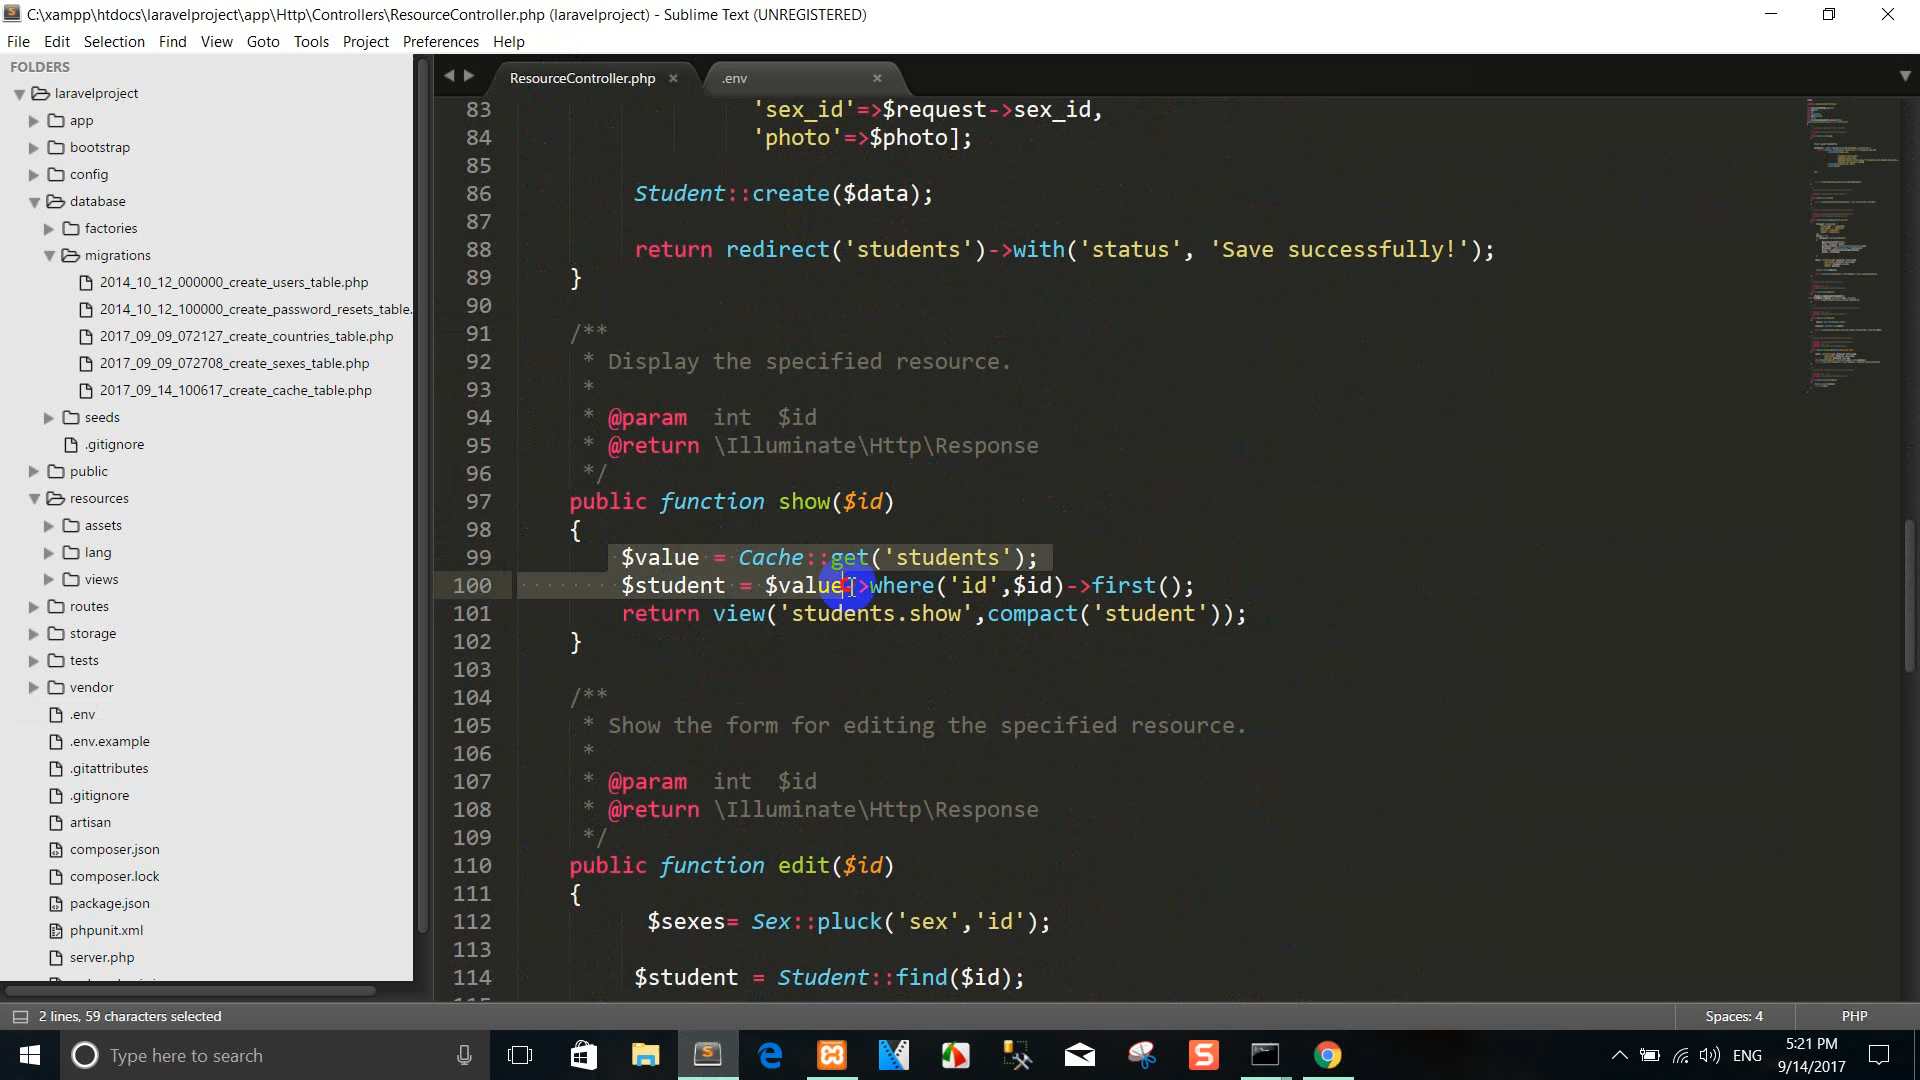 C:\xampp\htdocs\laravelproject\app\Http\Controllers\ResourceController.php (laravelproject) - Sublime Text (UNREGISTERED)
File Edit Selection Find View Goto Tools Project Preferences Help
FOLDERS
laravelproject
app
bootstrap
config
database
factories
migrations
2014_10_12_000000_create_users_table.php
2014_10_12_100000_create_password_resets_table.
2017_09_09_072127_create_countries_table.php
2017_09_09_072708_create_sexes_table.php
2017_09_14_100617_create_cache_table.php
seeds
.gitignore
public
resources
assets
lang
views
routes
storage
tests
vendor
.env
.env.example
.gitattributes
.gitignore
artisan
composer.json
composer.lock
package.json
phpunit.xml
server.php
ResourceController.php
.env
83 'sex_id'=>$request->sex_id,
84 'photo'=>$photo];
85
86 Student::create($data);
87
88 return redirect('students')->with('status', 'Save successfully!');
89 }
90
91 /**
92 * Display the specified resource.
93 *
94 * @param int $id
95 * @return \Illuminate\Http\Response
96 */
97 public function show($id)
98 {
99 $value = Cache::get('students');
100 $student = $value->where('id',$id)->first();
101 return view('students.show',compact('student'));
102 }
103
104 /**
105 * Show the form for editing the specified resource.
106 *
107 * @param int $id
108 * @return \Illuminate\Http\Response
109 */
110 public function edit($id)
111 {
112 $sexes= Sex::pluck('sex','id');
113
114 $student = Student::find($id);
2 lines, 59 characters selected
Spaces: 4
PHP
Type here to search
ENG
5:21 PM
9/14/2017